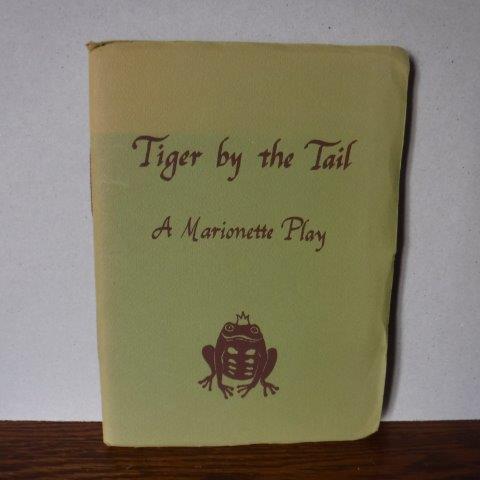 Tiger by the Tail
A Marionette Play